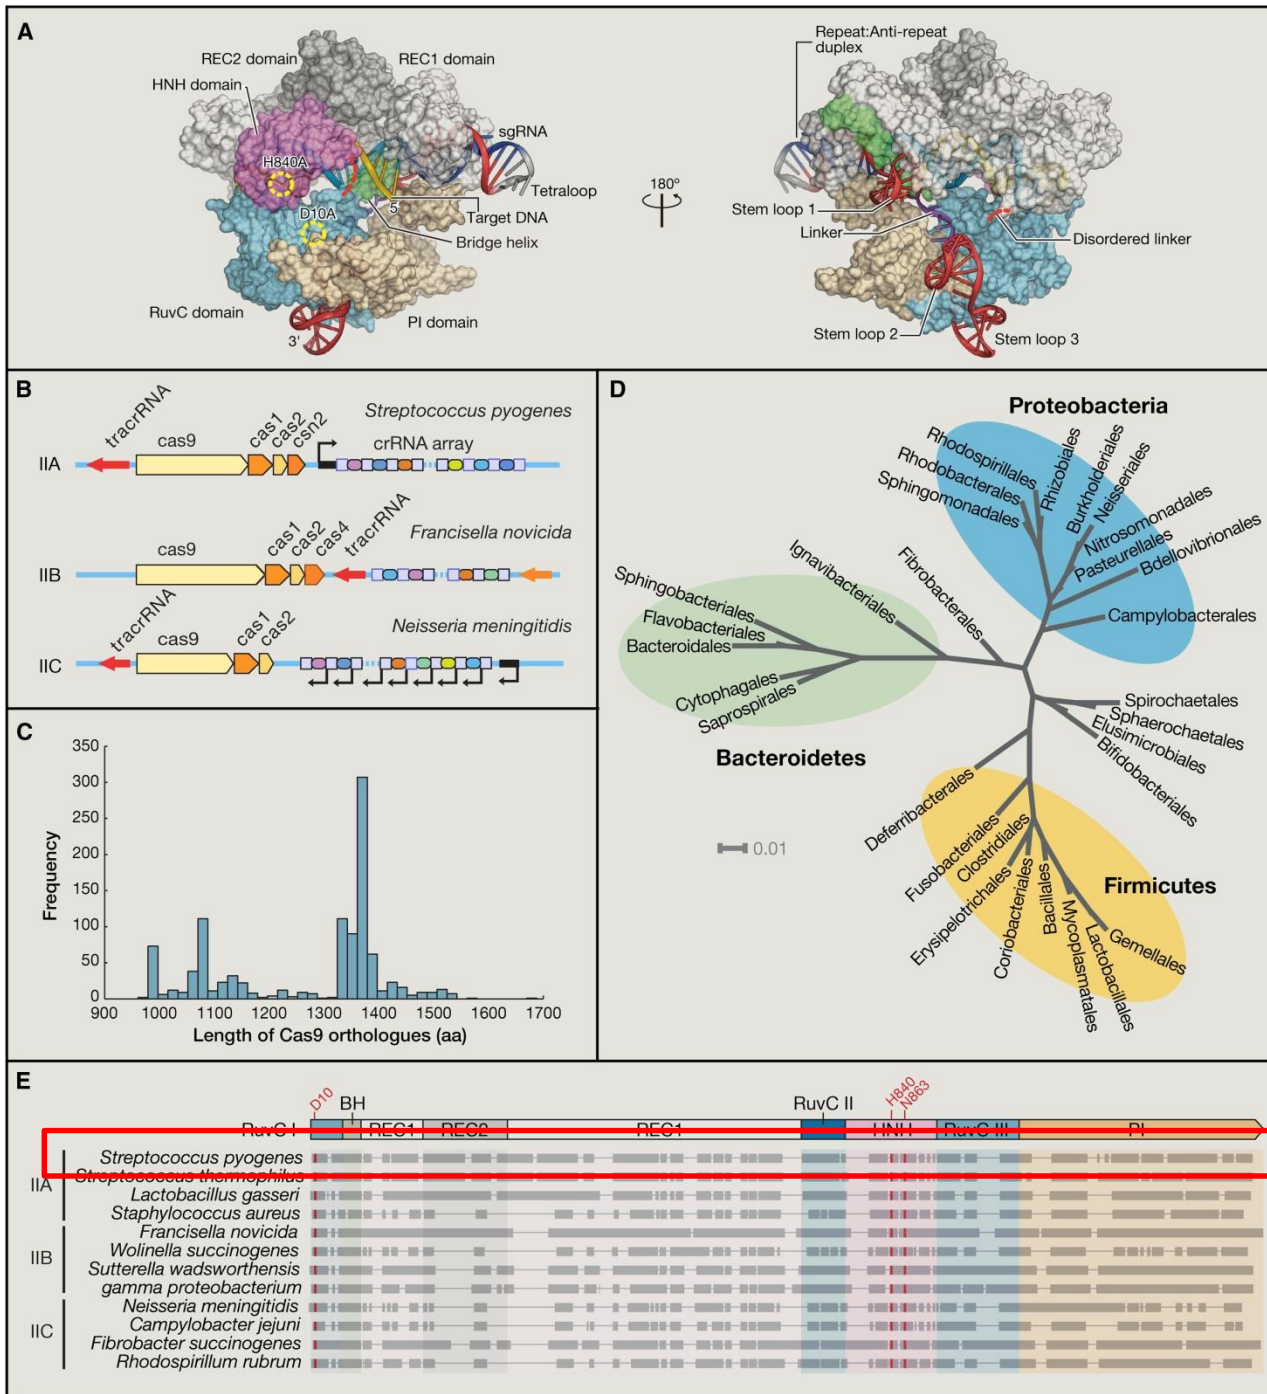 A
REC2 domain
REC1 domain
HNH domain
H840A
D10A
sgRNA
Tetraloop
5'
Target DNA
Bridge helix
RuvC domain
PI domain
3'
180°
Repeat:Anti-repeat
duplex
Stem loop 1
Linker
Disordered linker
Stem loop 2
Stem loop 3
B
IIA
tracrRNA
cas9
cas1
cas2
csn2
Streptococcus pyogenes
crRNA array
IIB
cas9
cas1
cas2
cas4
tracrRNA
Francisella novicida
IIC
tracrRNA
cas9
cas1
cas2
Neisseria meningitidis
C
Frequency
350
300
250
200
150
100
50
0
900 1000 1100 1200 1300 1400 1500 1600 1700
Length of Cas9 orthologues (aa)
D
Proteobacteria
Rhodospirillales
Rhodobacterales
Sphingomonadales
Rhizobiales
Burkholderiales
Neisseriales
Nitrosomonadales
Pasteurellales
Bdellovibrionales
Campylobacterales
Fibrobacterales
Ignavibacteriales
Sphingobacteriales
Flavobacteriales
Bacteroidales
Cytophagales
Saprospirales
Bacteroidetes
Spirochaetales
Sphaerochaetales
Elusimicrobiales
Bifidobacteriales
Deferribacterales
Fusobacteriales
Clostridiales
Erysipelotrichales
Coriobacteriales
Bacillales
Mycoplasmatales
Lactobacillales
Gemellales
Firmicutes
0.01
E
D10
BH
RuvC II
H840
N863
RuvC I REC1 REC2 REC1 HNH RuvC III PI
IIA
Streptococcus pyogenes
Streptococcus thermophilus
Lactobacillus gasseri
Staphylococcus aureus
IIB
Francisella novicida
Wolinella succinogenes
Sutterella wadsworthensis
gamma proteobacterium
IIC
Neisseria meningitidis
Campylobacter jejuni
Fibrobacter succinogenes
Rhodospirillum rubrum